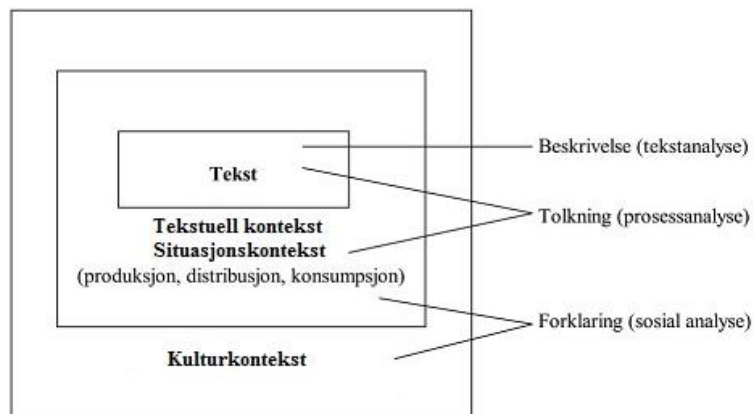 Beskrivelse (tekstanalyse)
Tekst
Tolkning (prosessanalyse)
Tekstuell kontekst
Situasjonskontekst
(produksjon, distribusjon, konsumpsjon)
Forklaring (sosial analyse)
Kulturkontekst